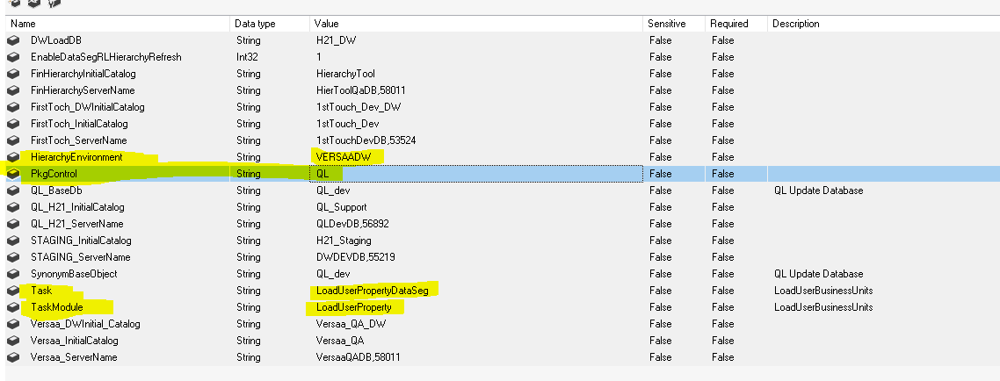 Name Data type Value Sensitive Required Description
DWLoadDB String H21_DW False False
EnableDataSegRLHierarchyRefresh Int32 1 False False
FinHierarchyInitialCatalog String HierarchyTool False False
FinHierarchyServerName String HierToolQaDB,58011 False False
FirstToch_DWInitialCatalog String 1stTouch_Dev_DW False False
FirstToch_InitialCatalog String 1stTouch_Dev False False
FirstToch_ServerName String 1stTouchDevDB,53524 False False
HierarchyEnvironment String VERSAADW False False
PkgControl String QL False False
QL_BaseDb String QL_dev False False QL Update Database
QL_H21_InitialCatalog String QL_Support False False
QL_H21_ServerName String QLDevDB,56892 False False
STAGING_InitialCatalog String H21_Staging False False
STAGING_ServerName String DWDEVDB,55219 False False
SynonymBaseObject String QL_dev False False QL Update Database
Task String LoadUserPropertyDataSeg False False LoadUserBusinessUnits
TaskModule String LoadUserProperty False False LoadUserBusinessUnits
Versaa_DWInitial_Catalog String Versaa_QA_DW False False
Versaa_InitialCatalog String Versaa_QA False False
Versaa_ServerName String VersaaQADB,58011 False False